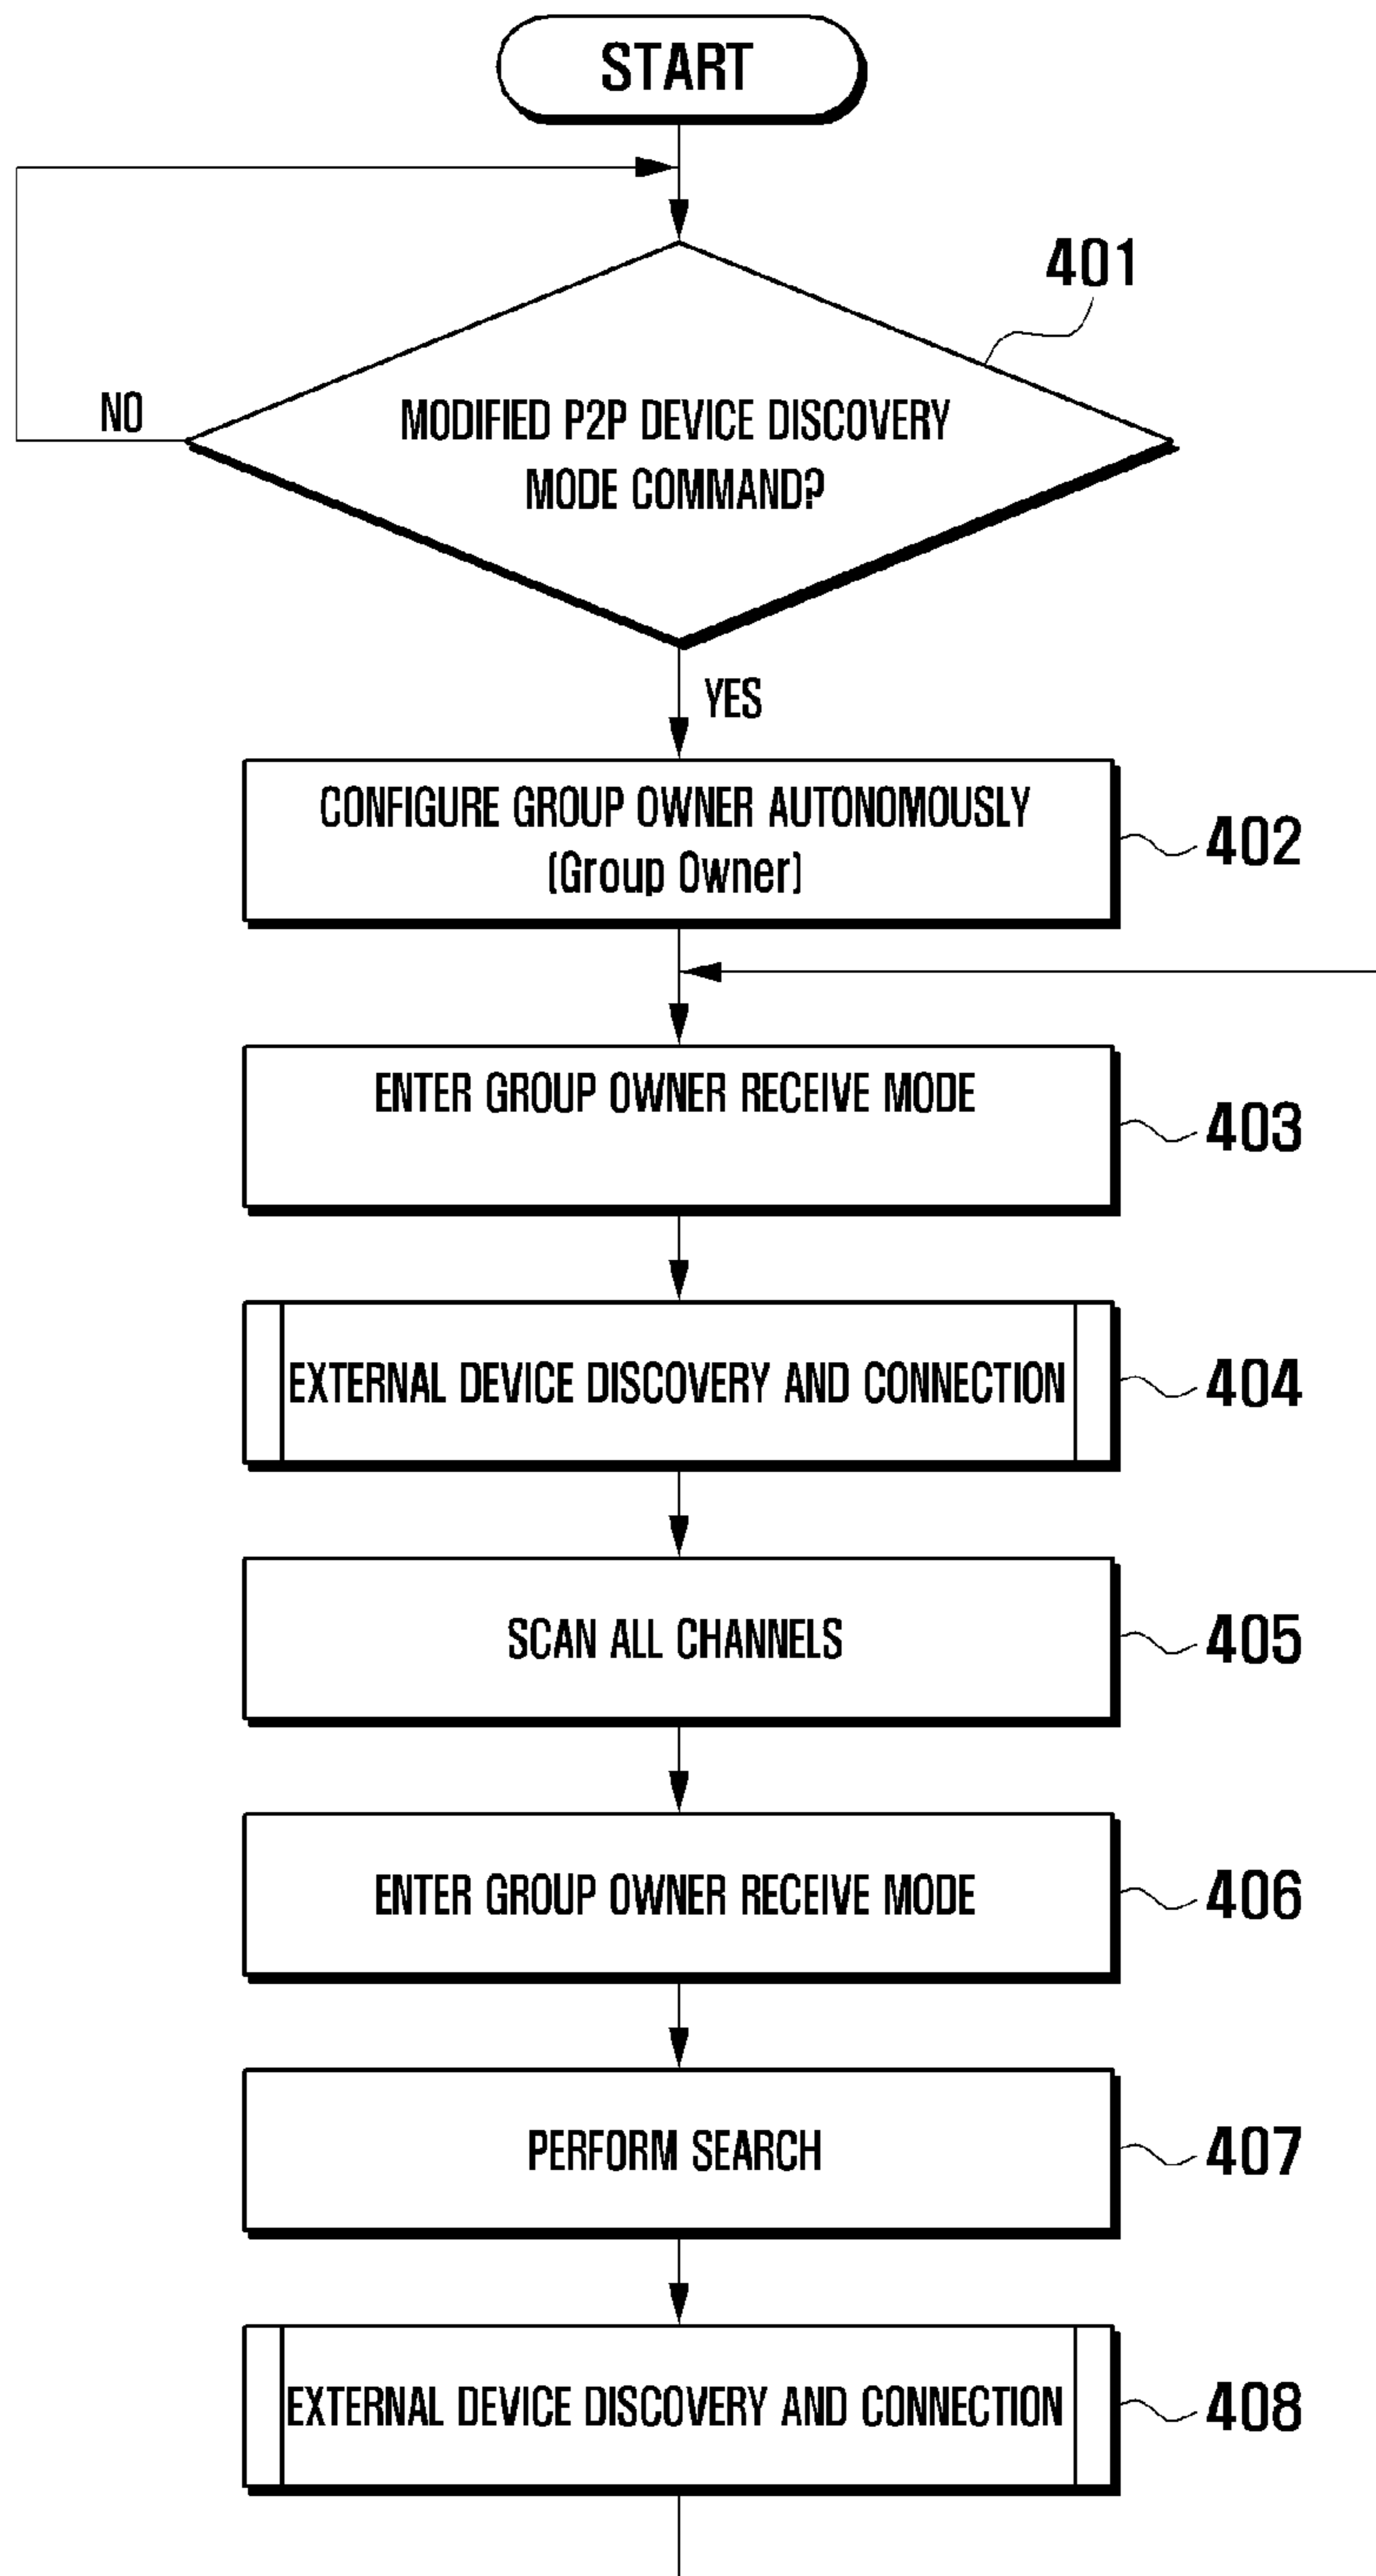 START
401
NO
MODIFIED P2P DEVICE DISCOVERY
MODE COMMAND?
YES
CONFIGURE GROUP OWNER AUTONOMOUSLY
(Group Owner)
402
ENTER GROUP OWNER RECEIVE MODE
403
EXTERNAL DEVICE DISCOVERY AND CONNECTION
404
SCAN ALL CHANNELS
405
ENTER GROUP OWNER RECEIVE MODE
406
PERFORM SEARCH
407
EXTERNAL DEVICE DISCOVERY AND CONNECTION
408